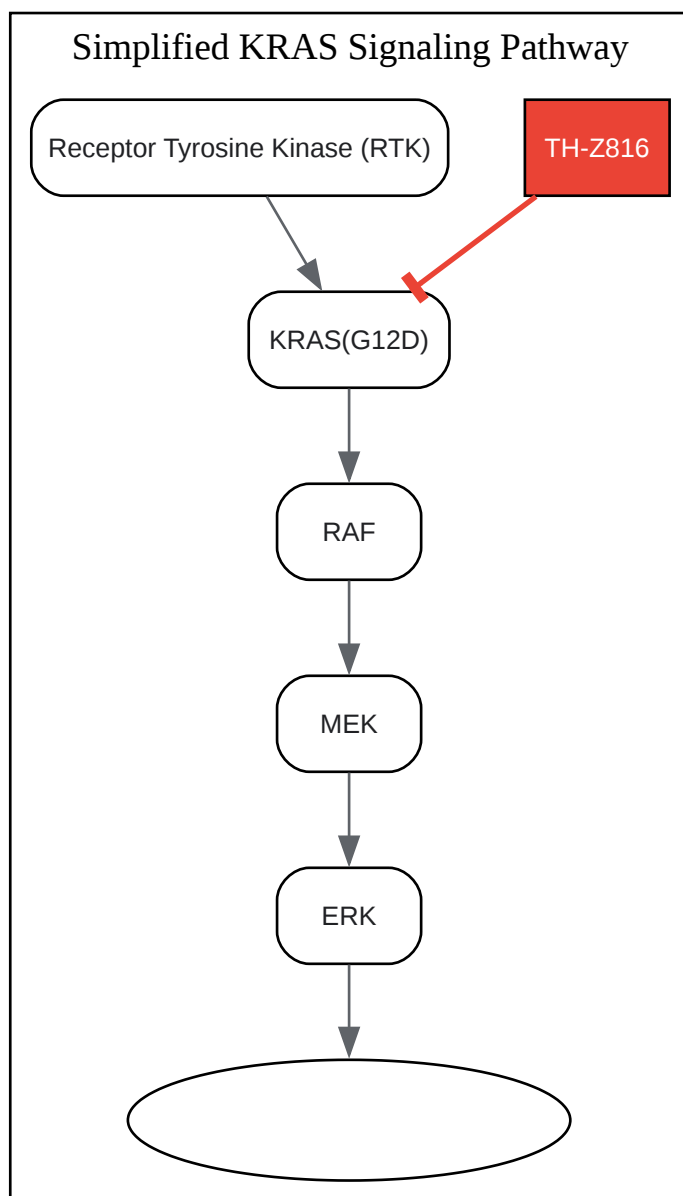 Simplified KRAS Signaling Pathway
Receptor Tyrosine Kinase (RTK)
TH-Z816
KRAS(G12D)
RAF
MEK
ERK